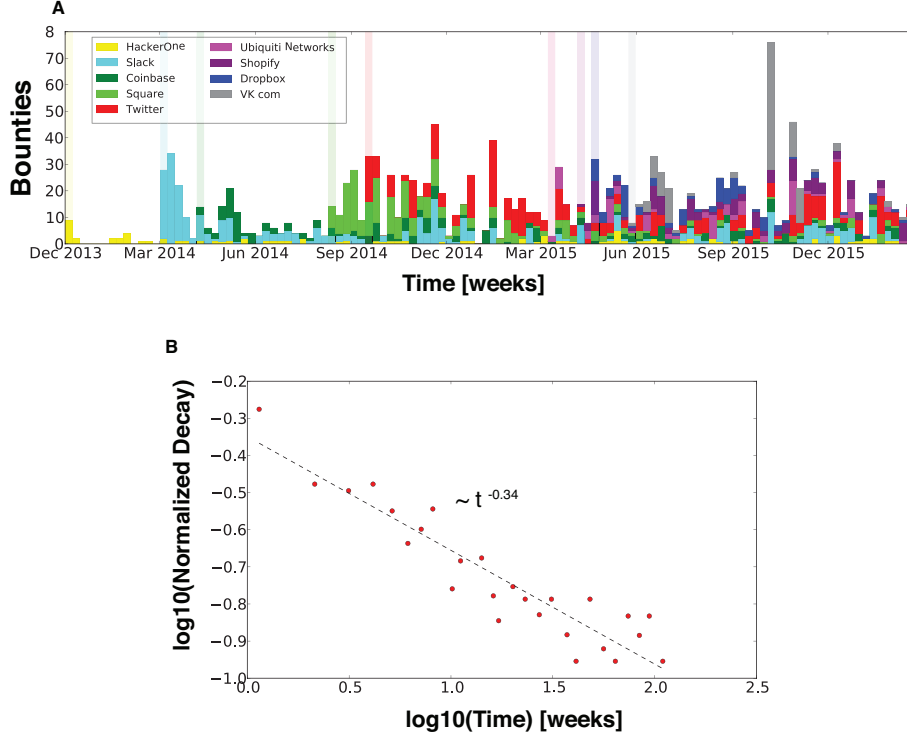 A
8
70
60
50
40
30
20
10
0
Bounties
HackerOne
Slack
Coinbase
Square
Twitter
Ubiquiti Networks
Shopify
Dropbox
VK com
Dec 2013 Mar 2014 Jun 2014 Sep 2014 Dec 2014 Mar 2015 Jun 2015 Sep 2015 Dec 2015
Time [weeks]
B
−0.2
−0.3
−0.4
−0.5
−0.6
−0.7
−0.8
−0.9
−1.0
log10(Normalized Decay)
~ t -0.34
0.0 0.5 1.0 1.5 2.0 2.5
log10(Time) [weeks]